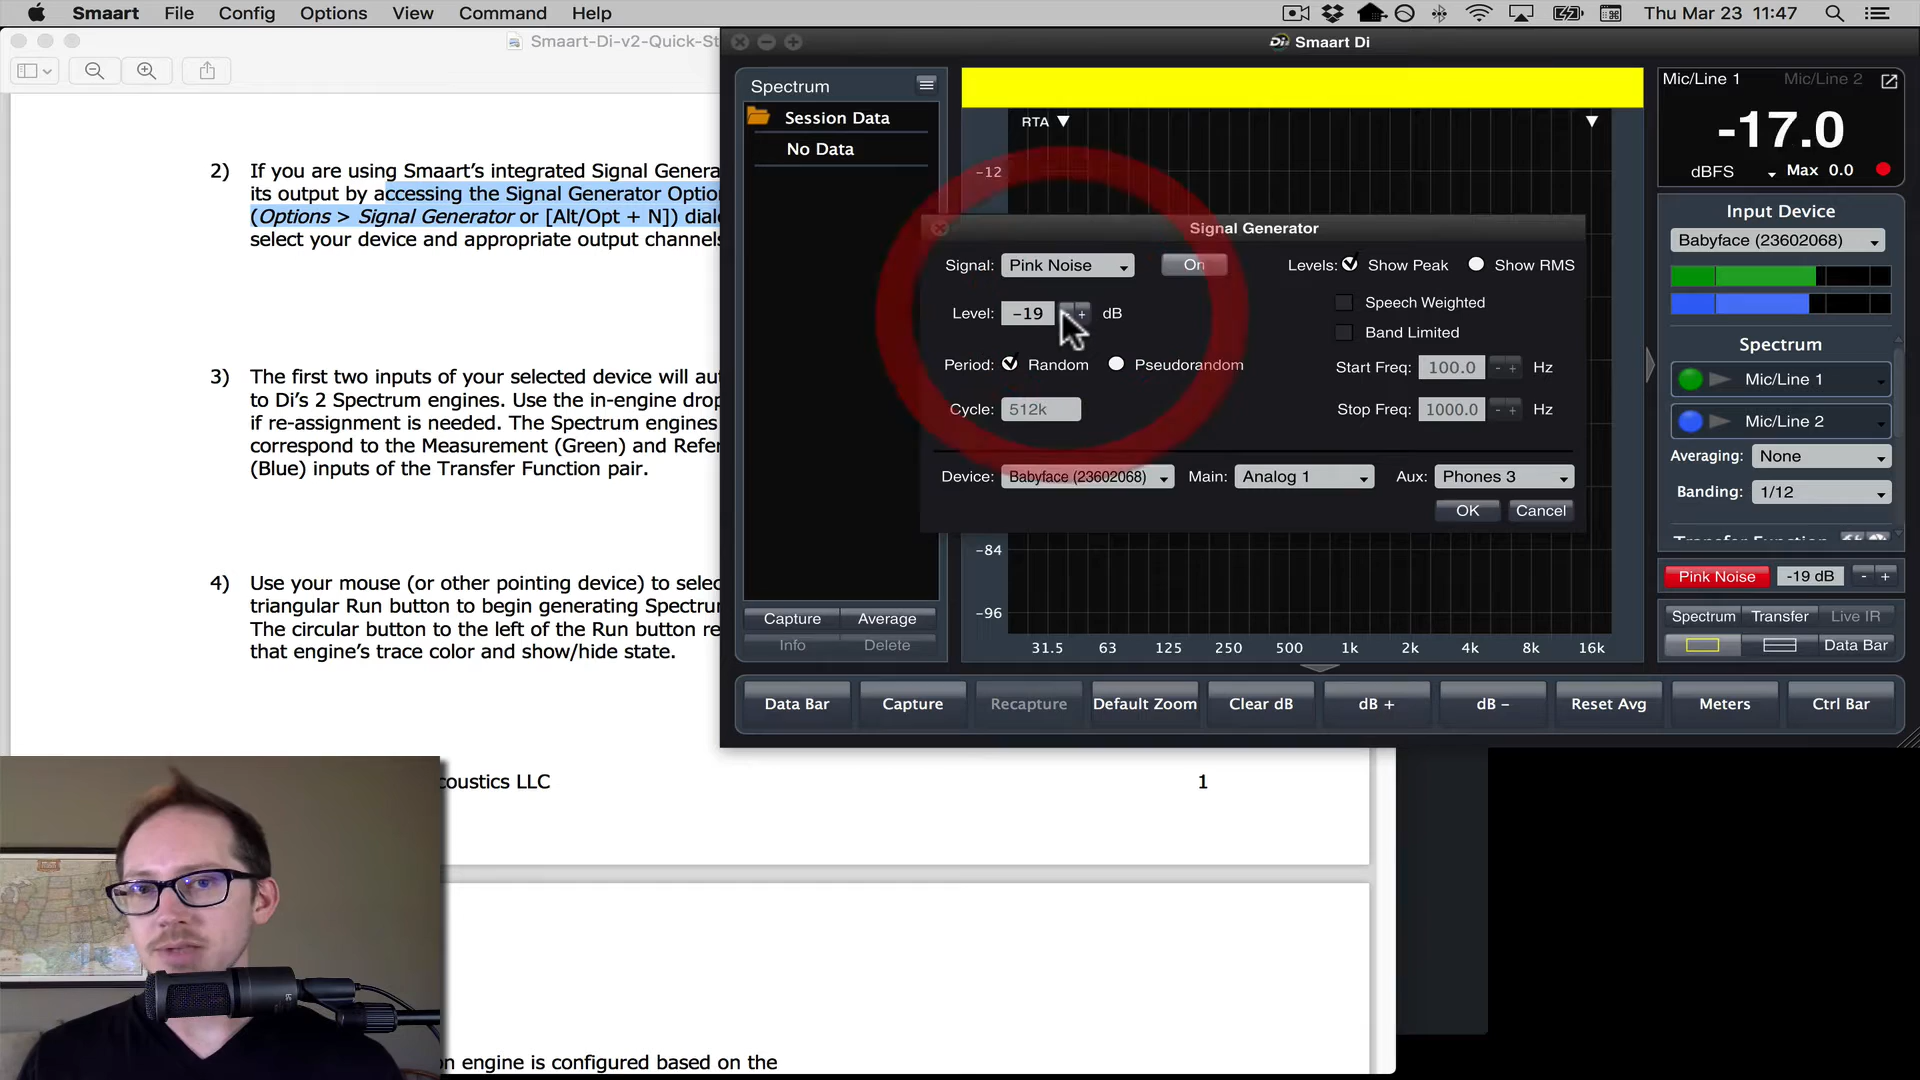 Smaart File Config Options View Command Help Thu Mar 23 11:47
Smaart-Di-v2-Quick-St
2) If you are using Smaart's integrated Signal Genera
its output by accessing the Signal Generator Option
(Options > Signal Generator or [Alt/Opt + N]) dialo
select your device and appropriate output channels
3) The first two inputs of your selected device will au
to Di's 2 Spectrum engines. Use the in-engine drop
if re-assignment is needed. The Spectrum engines
correspond to the Measurement (Green) and Refer
(Blue) inputs of the Transfer Function pair.
4) Use your mouse (or other pointing device) to selec
triangular Run button to begin generating Spectrum
The circular button to the left of the Run button re
that engine's trace color and show/hide state.
coustics LLC 1
n engine is configured based on the
Di Smaart Di
Spectrum
Session Data
No Data
Capture Average
Info Delete
RTA
-12
-84
-96
31.5 63 125 250 500 1k 2k 4k 8k 16k
Signal Generator
Signal: Pink Noise On Levels: Show Peak Show RMS
Level: -19 - + dB Speech Weighted
Band Limited
Period: Random Pseudorandom Start Freq: 100.0 - + Hz
Cycle: 512k Stop Freq: 1000.0 - + Hz
Device: Babyface (23602068) Main: Analog 1 Aux: Phones 3
OK Cancel
Mic/Line 1 Mic/Line 2
-17.0
dBFS Max 0.0
Input Device
Babyface (23602068)
Spectrum
Mic/Line 1
Mic/Line 2
Averaging: None
Banding: 1/12
Transfer Function
Pink Noise -19 dB - +
Spectrum Transfer Live IR
Data Bar
Data Bar Capture Recapture Default Zoom Clear dB dB + dB – Reset Avg Meters Ctrl Bar